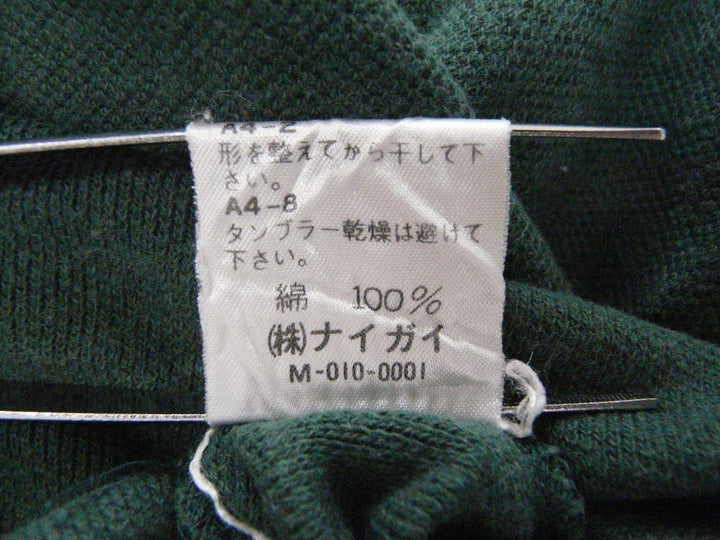 A4-2
形を整えてから干して下
さい。
A4-8
タンブラー乾燥は避けて
下さい。
綿 100%
(株)ナイガイ
M-010-0001